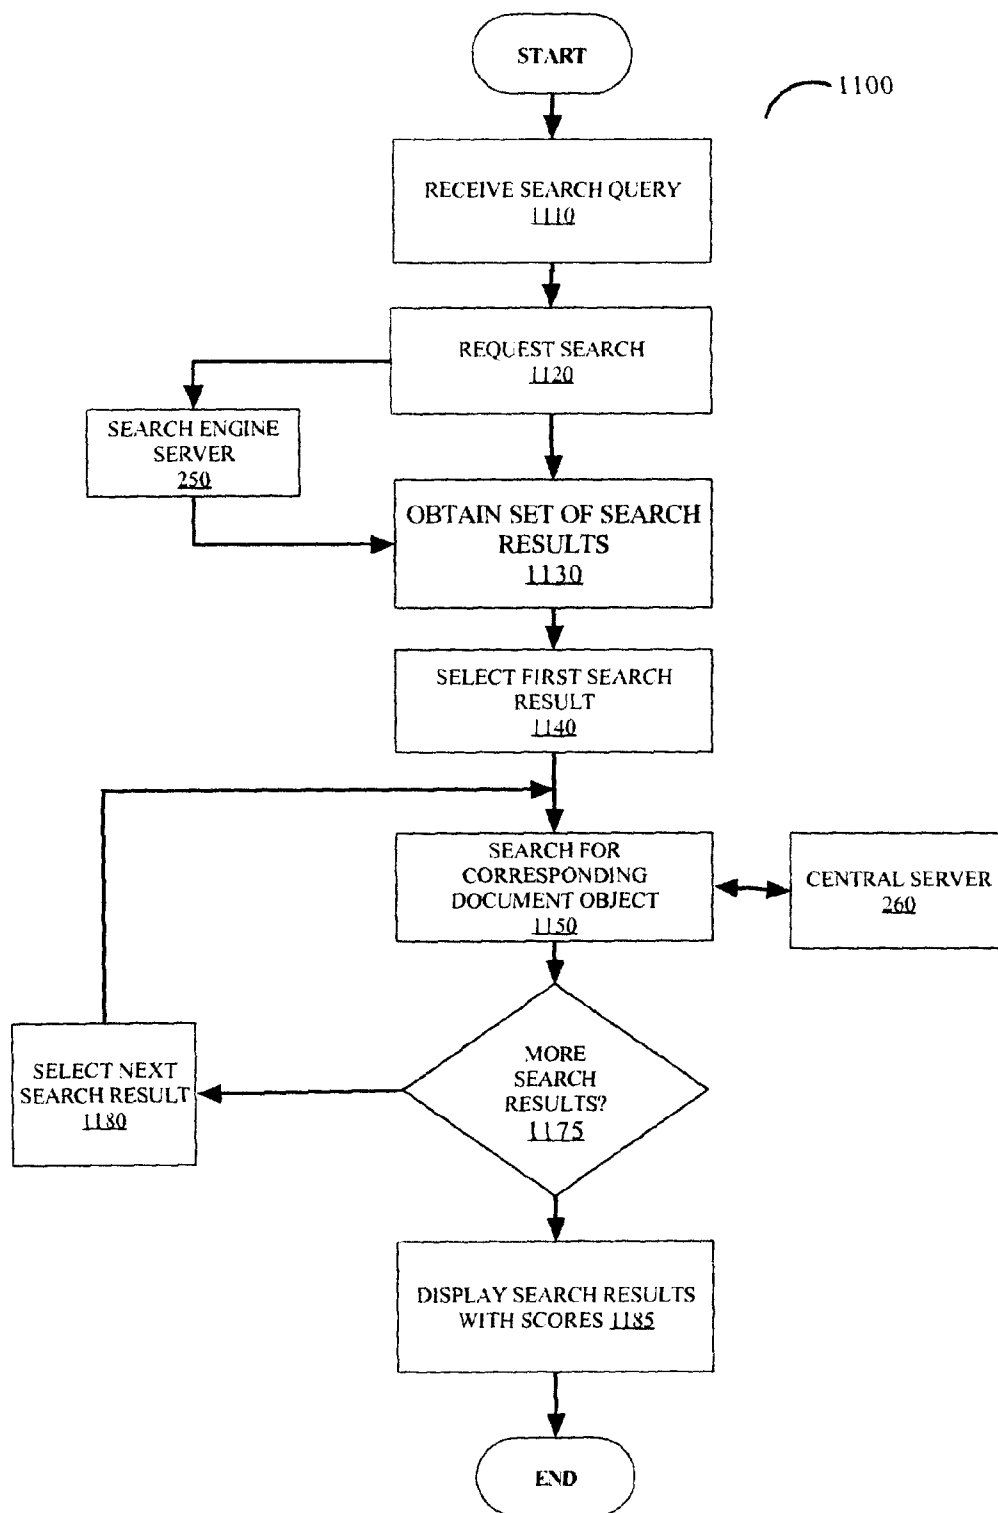 START
1100
RECEIVE SEARCH QUERY
1110
REQUEST SEARCH
1120
SEARCH ENGINE
SERVER
250
OBTAIN SET OF SEARCH
RESULTS
1130
SELECT FIRST SEARCH
RESULT
1140
SEARCH FOR
CORRESPONDING
DOCUMENT OBJECT
1150
CENTRAL SERVER
260
MORE
SEARCH
RESULTS?
1175
SELECT NEXT
SEARCH RESULT
1180
DISPLAY SEARCH RESULTS
WITH SCORES 1185
END